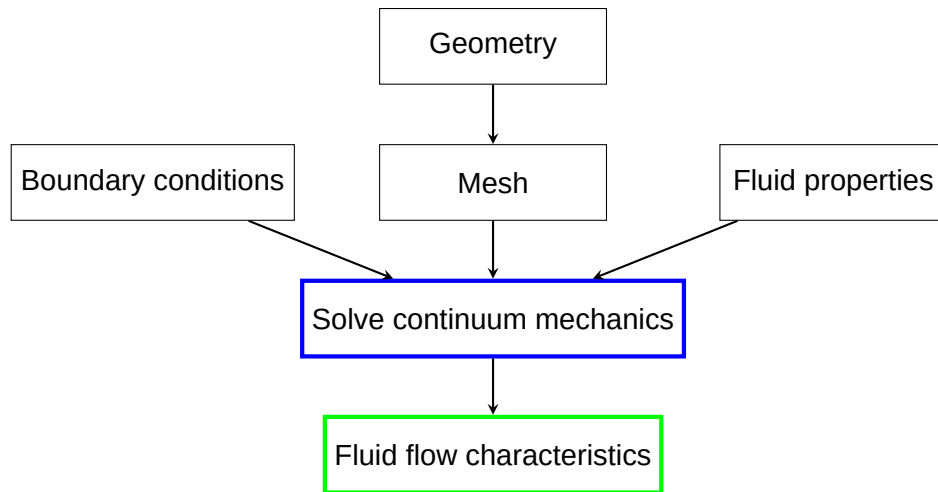 Geometry
Boundary conditions
Mesh
Fluid properties
Solve continuum mechanics
Fluid flow characteristics